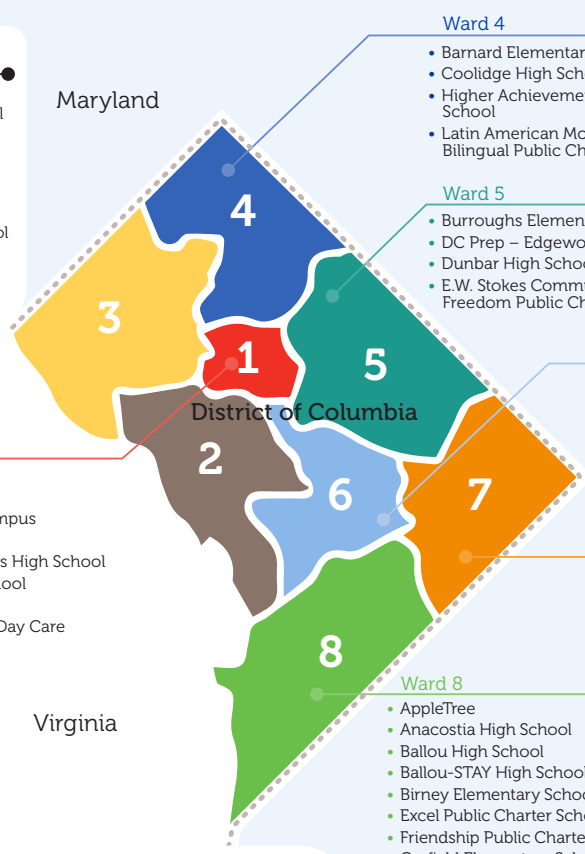 Ward 4
• Barnard Elementar
• Coolidge High Sch
• Higher Achieveme
School
• Latin American Mo
Bilingual Public Ch
Maryland
l
ol
Ward 5
• Burroughs Elemen
• DC Prep – Edgewo
• Dunbar High Schoo
• E.W. Stokes Comm
Freedom Public Ch
4
3
1
5
District of Columbia
2
6
7
mpus
s High School
ool
Day Care
8
Virginia
Ward 8
• AppleTree
• Anacostia High School
• Ballou High School
• Ballou-STAY High School
• Birney Elementary Schoo
• Excel Public Charter Scho
• Friendship Public Charte